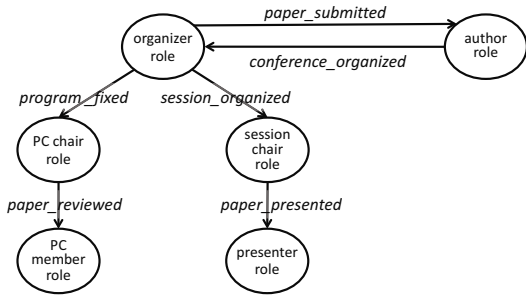 paper_submitted
organizer
role
author
role
conference_organized
program_fixed
session_organized
PC chair
role
session
chair
role
paper_reviewed
paper_presented
PC
member
role
presenter
role